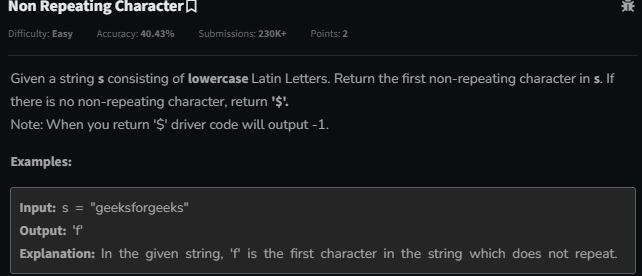 Non Repeating Character
Difficulty: Easy Accuracy: 40.43% Submissions: 230K+ Points: 2
Given a string s consisting of lowercase Latin Letters. Return the first non-repeating character in s. If
there is no non-repeating character, return '$'.
Note: When you return '$' driver code will output -1.
Examples:
Input: s = "geeksforgeeks"
Output: 'f'
Explanation: In the given string, 'f' is the first character in the string which does not repeat.